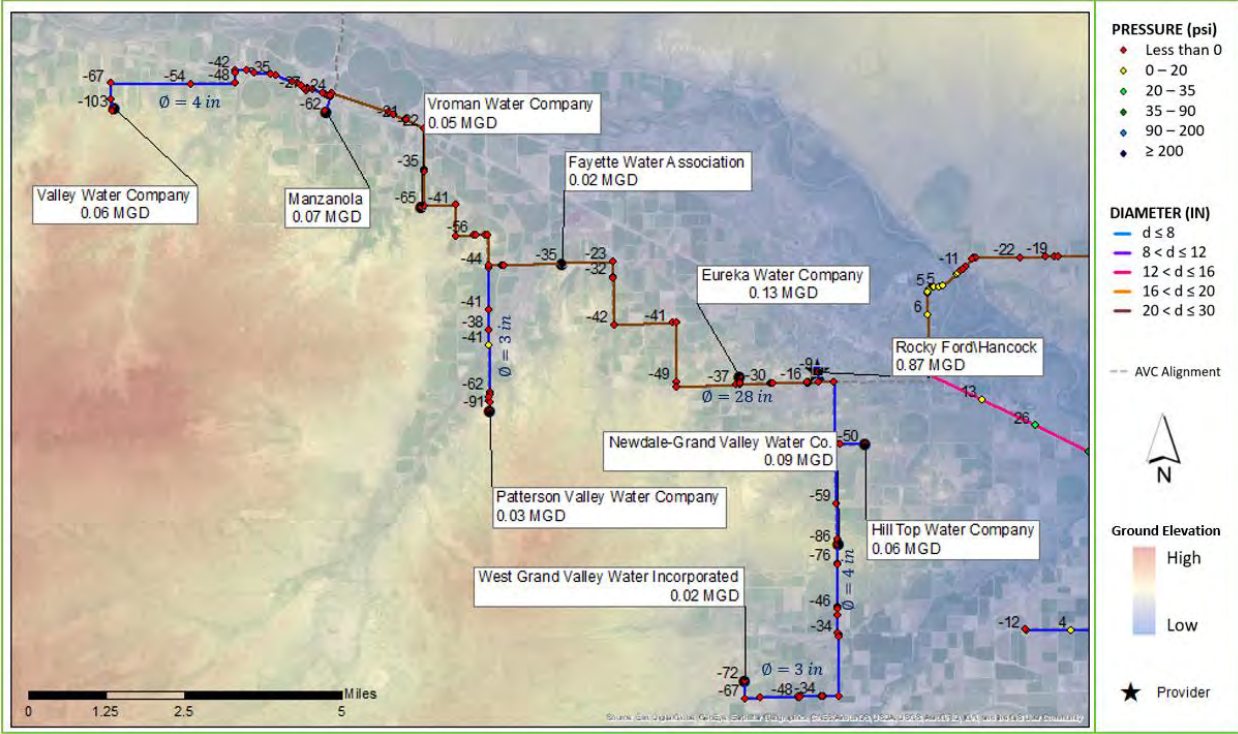 -42
-35
-67
-54
-48
-27
-24
-103
Ø = 4 in
-62
-21
-22
Vroman Water Company
0.05 MGD
Valley Water Company
0.06 MGD
Manzanola
0.07 MGD
-35
Fayette Water Association
0.02 MGD
-65
-41
-56
-44
-35
-23
-32
-11
-22
-19
Eureka Water Company
0.13 MGD
55
6
-41
-38
-41
Ø = 3 in
-42
-41
Rocky Ford\Hancock
0.87 MGD
-62
-91
-49
-37
-30
-16
-9
Ø = 28 in
13
26
Newdale-Grand Valley Water Co.
0.09 MGD
-50
Patterson Valley Water Company
0.03 MGD
-59
-86
-76
Hill Top Water Company
0.06 MGD
Ø = 4 in
West Grand Valley Water Incorporated
0.02 MGD
-46
-34
-12
4
-72
-67
Ø = 3 in
-48
-34
Miles
0
1.25
2.5
5
PRESSURE (psi)
Less than 0
0 – 20
20 – 35
35 – 90
90 – 200
≥ 200
DIAMETER (IN)
d ≤ 8
8 < d ≤ 12
12 < d ≤ 16
16 < d ≤ 20
20 < d ≤ 30
AVC Alignment
N
Ground Elevation
High
Low
Provider